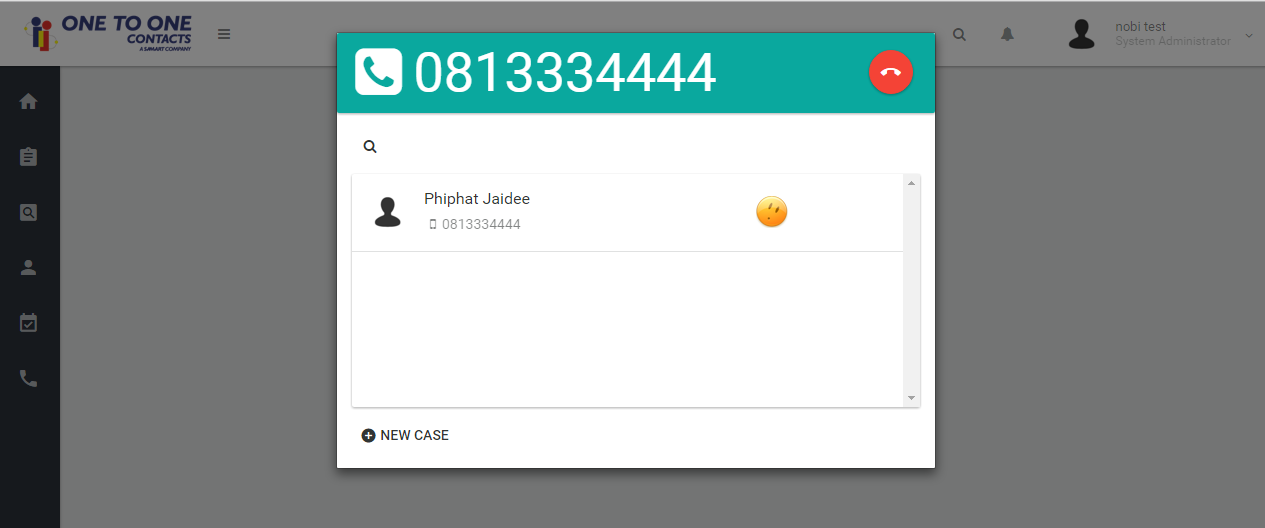 ONE TO ONE
CONTACTS
A SAMART COMPANY
nobi test
System Administrator
0813334444
Phiphat Jaidee
0813334444
NEW CASE